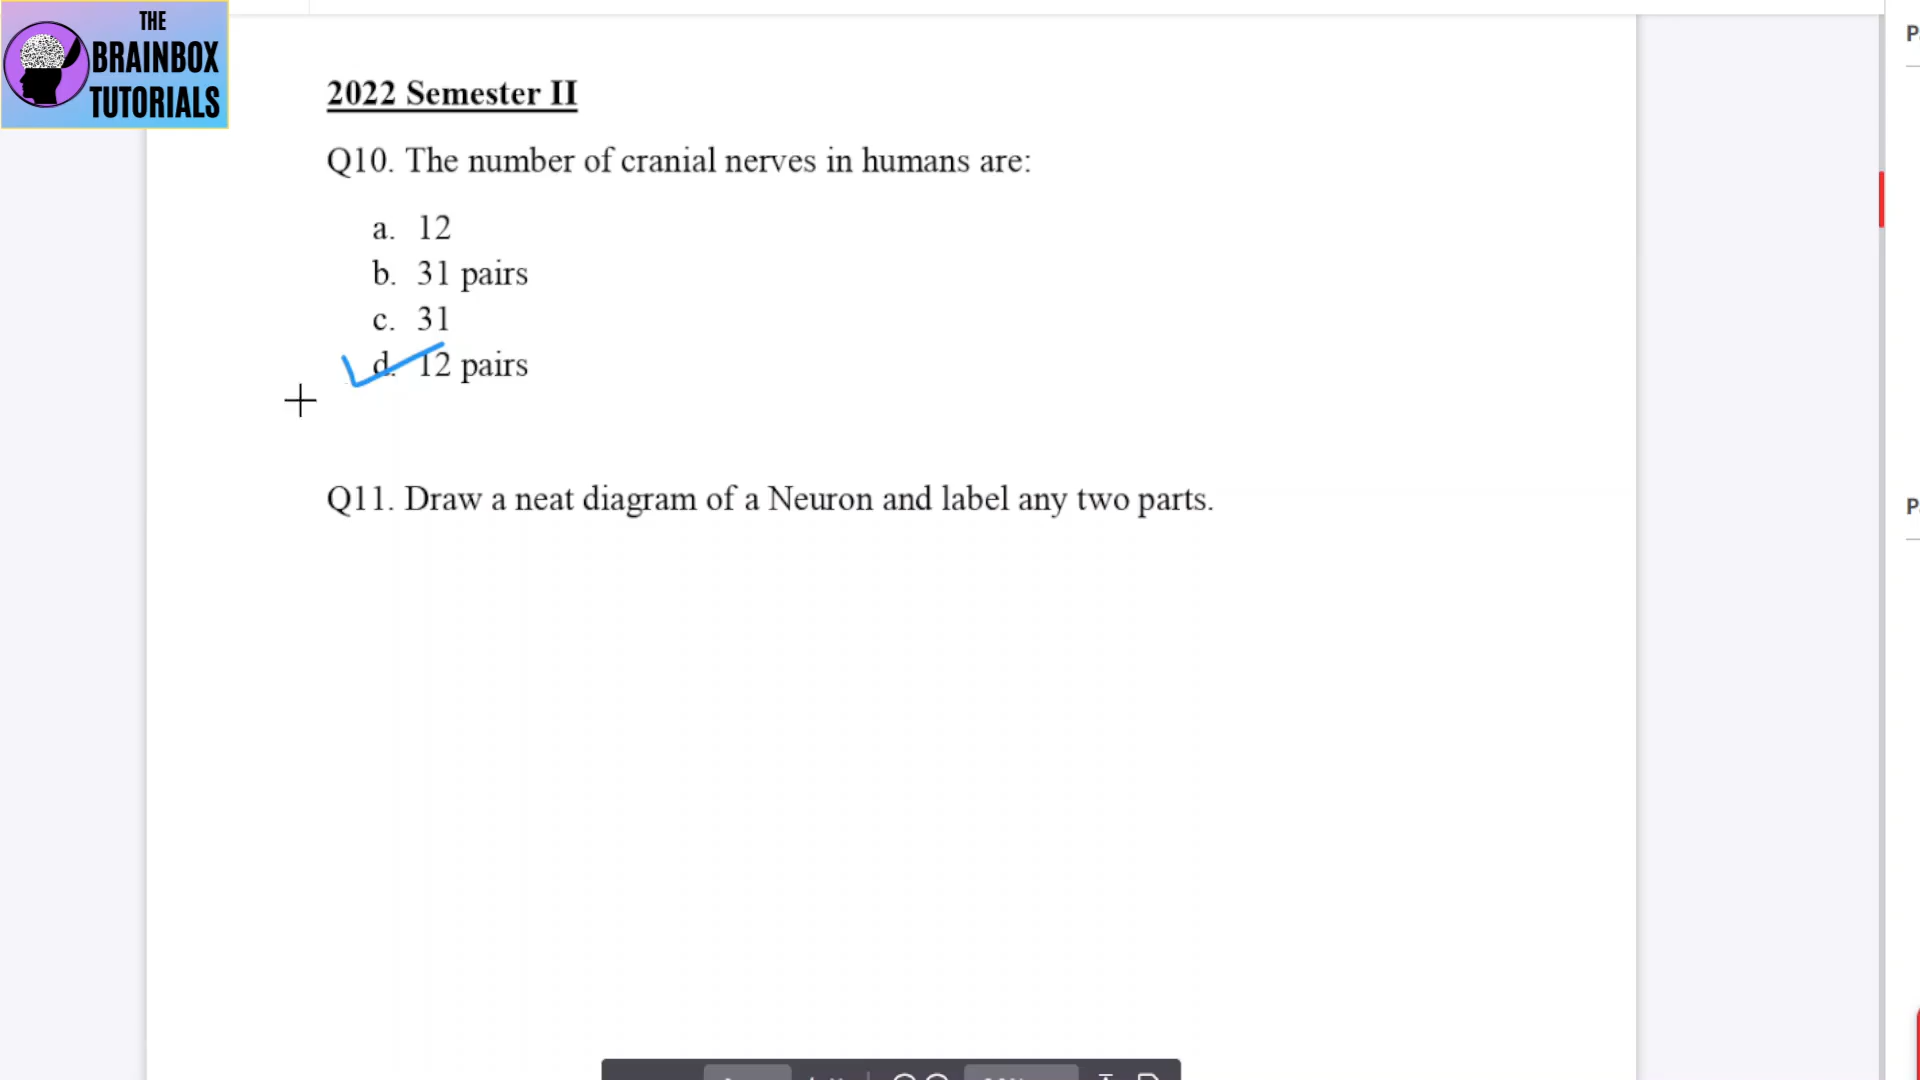 THE
BRAINBOX
TUTORIALS
2022 Semester II
Q10. The number of cranial nerves in humans are:
a. 12
b. 31 pairs
c. 31
d. 12 pairs
Q11. Draw a neat diagram of a Neuron and label any two parts.